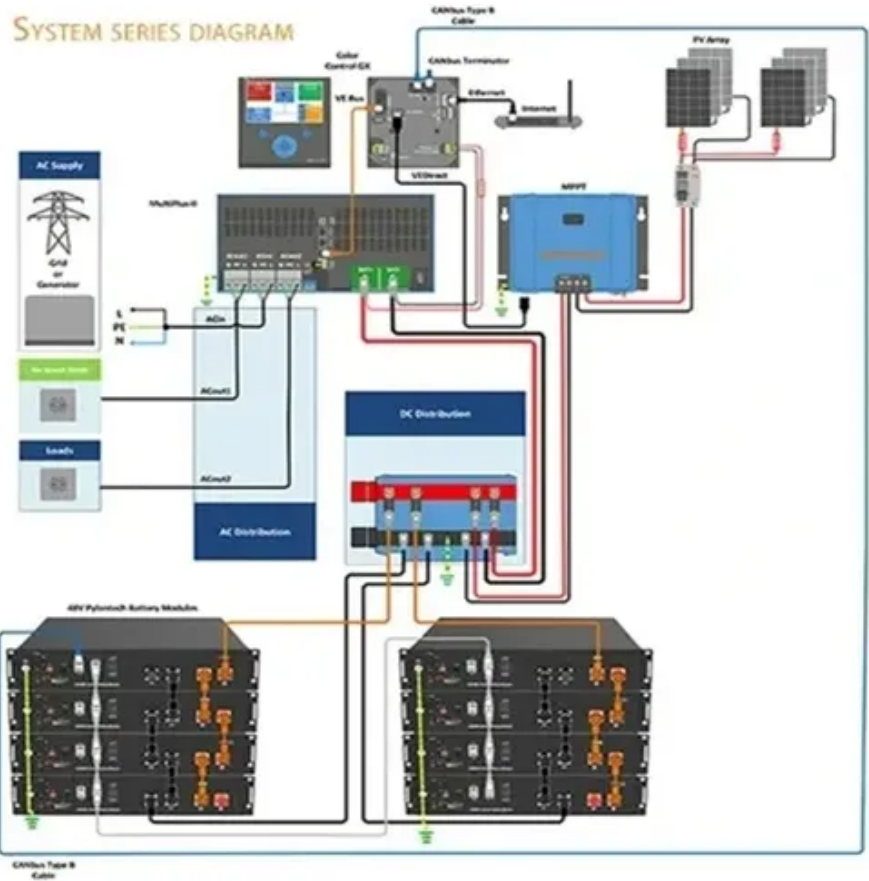 SYSTEM SERIES DIAGRAM
CANbus Type B
Cable
Color
Control GX
CANbus Terminator
PV Array
VE Bus
Ethernet
Internet
AC Supply
VE Direct
MPPT
MultiPlus-II
Grid
or
Generator
L
PE
N
ACin
ACout1
DC Distribution
Loads
ACout2
AC Distribution
48V Pylontech Battery Modules
CANbus Type B
Cable